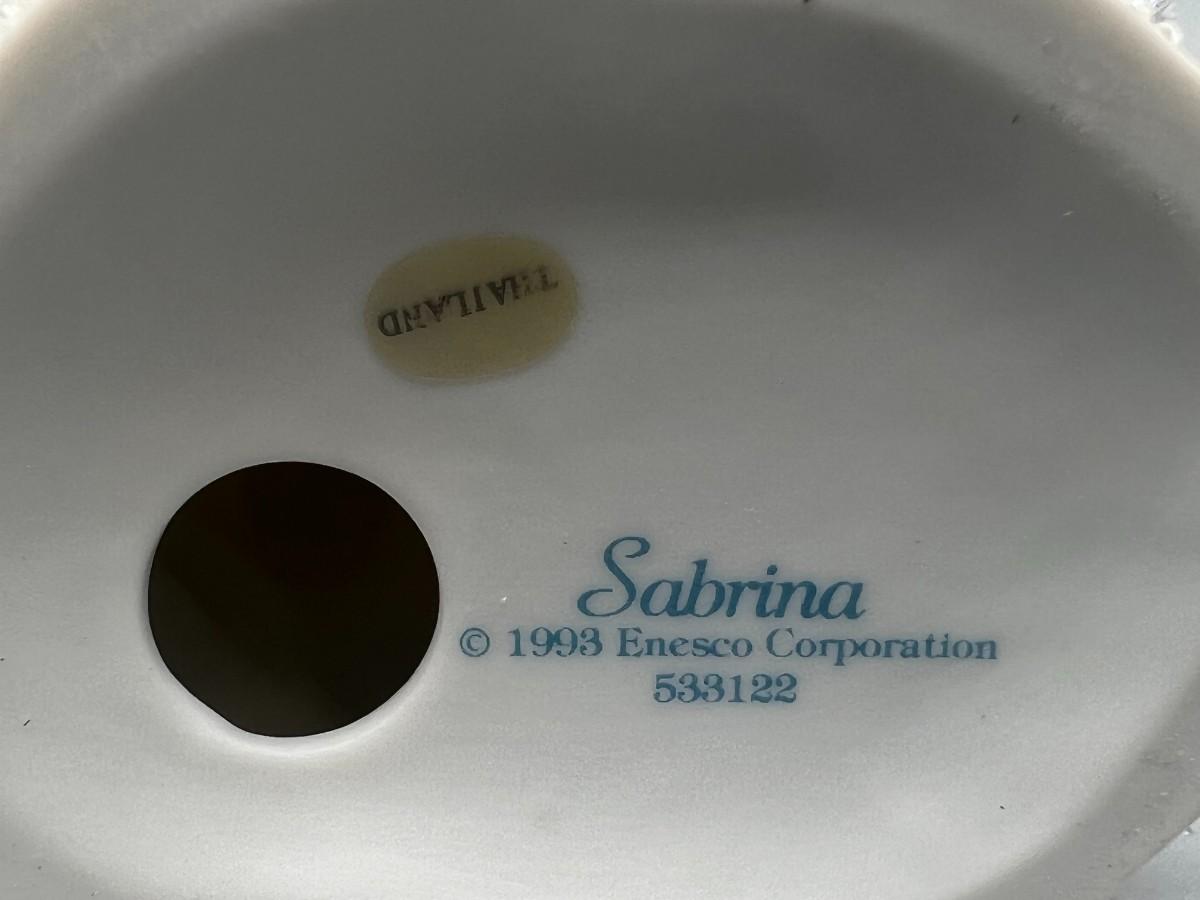 THAILAND
Sabrina
© 1993 Enesco Corporation
533122